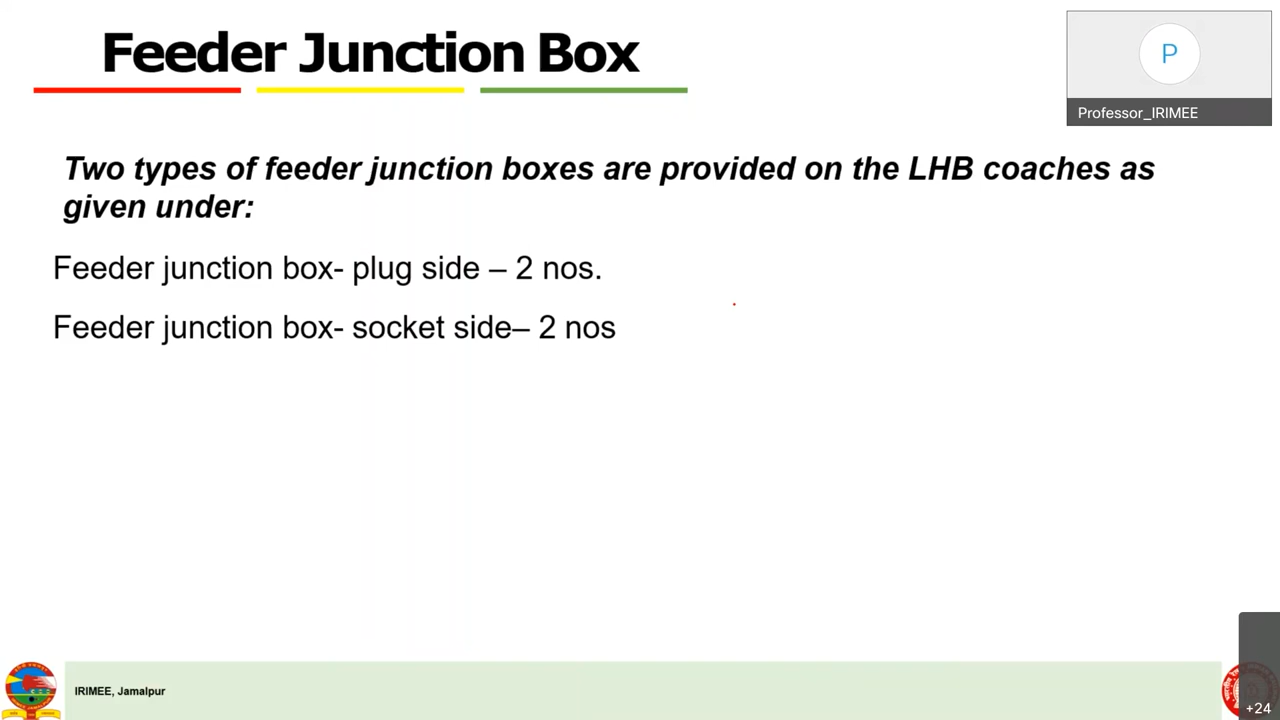 Feeder Junction Box
P
Professor_IRIMEE
Two types of feeder junction boxes are provided on the LHB coaches as
given under:
Feeder junction box- plug side – 2 nos.
Feeder junction box- socket side– 2 nos
IRIMEE, Jamalpur
+24